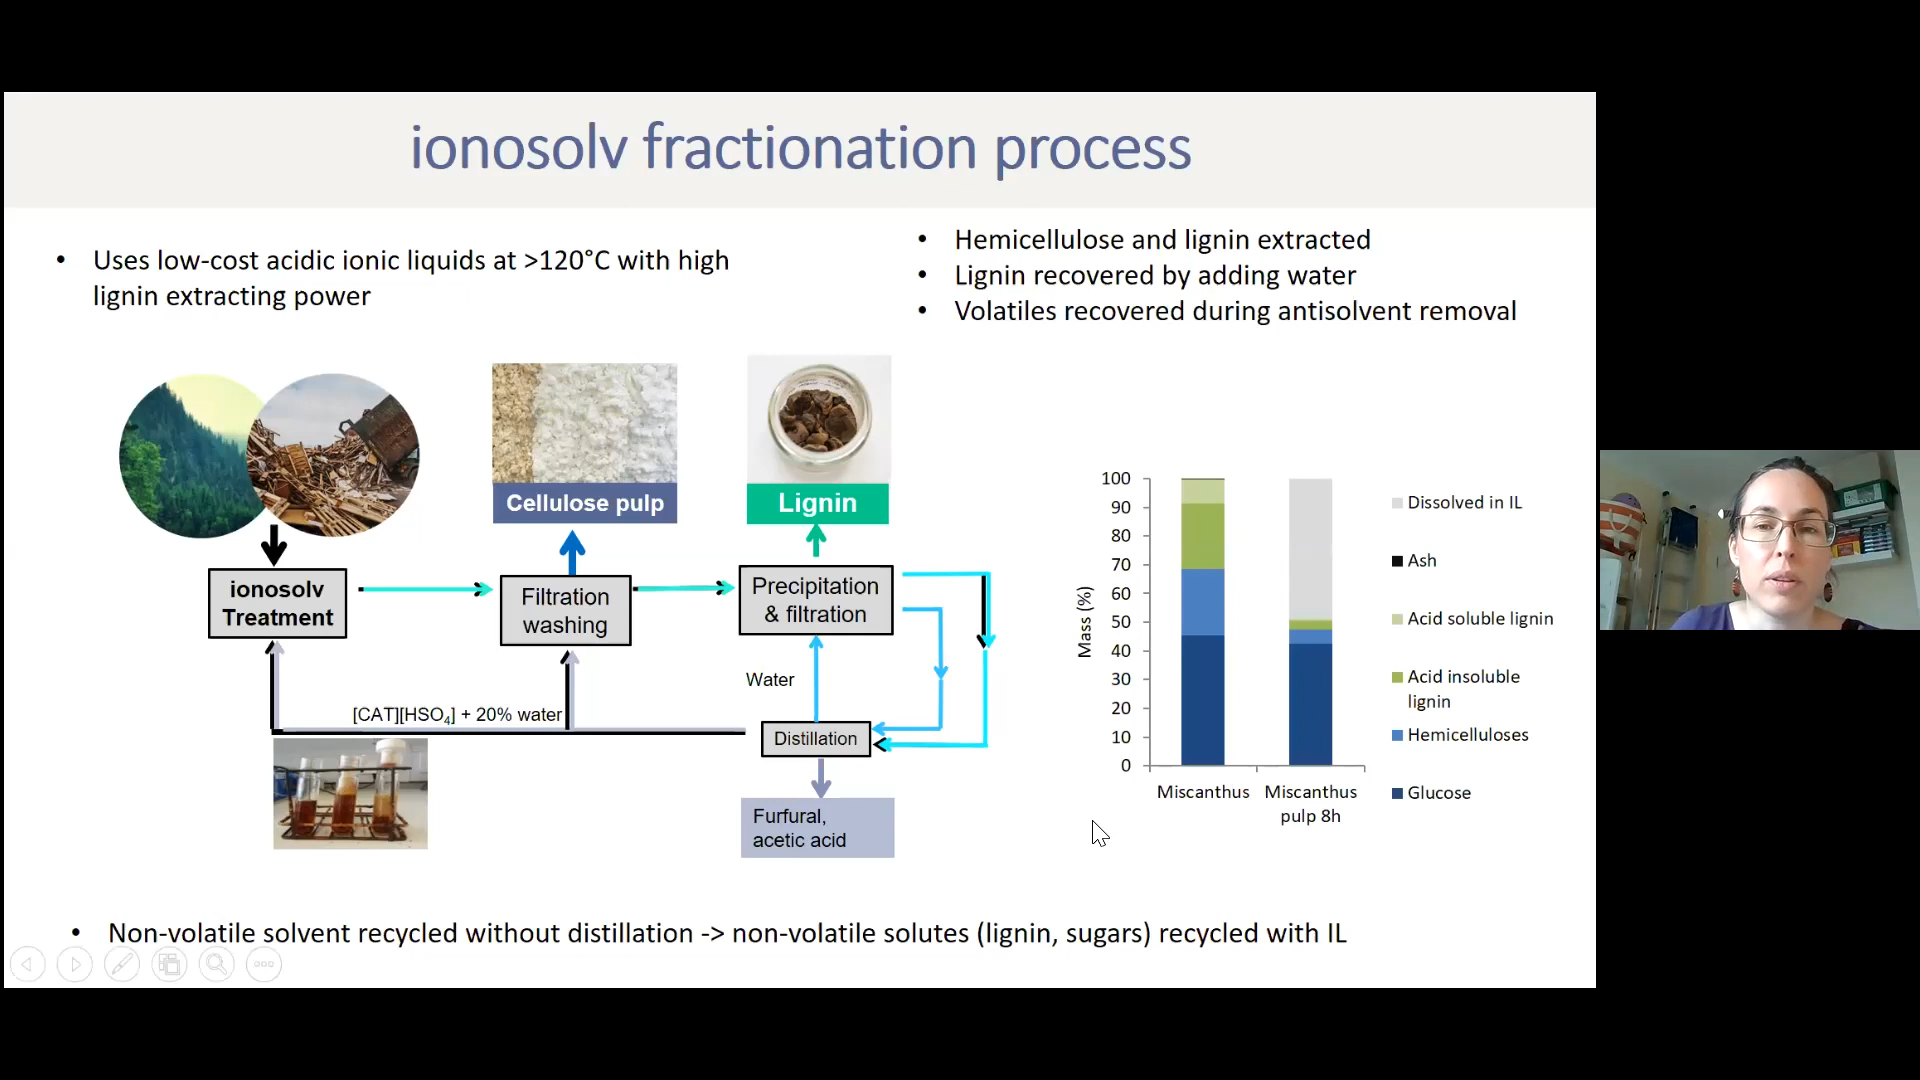 ionosolv fractionation process
• Uses low-cost acidic ionic liquids at >120°C with high
lignin extracting power
• Hemicellulose and lignin extracted
• Lignin recovered by adding water
• Volatiles recovered during antisolvent removal
Cellulose pulp
Lignin
ionosolv
Treatment
Filtration
washing
Precipitation
& filtration
Water
[CAT][HSO₄] + 20% water
Distillation
Furfural,
acetic acid
Mass (%)
100
90
80
70
60
50
40
30
20
10
0
Miscanthus
Miscanthus
pulp 8h
Dissolved in IL
Ash
Acid soluble lignin
Acid insoluble
lignin
Hemicelluloses
Glucose
• Non-volatile solvent recycled without distillation -> non-volatile solutes (lignin, sugars) recycled with IL